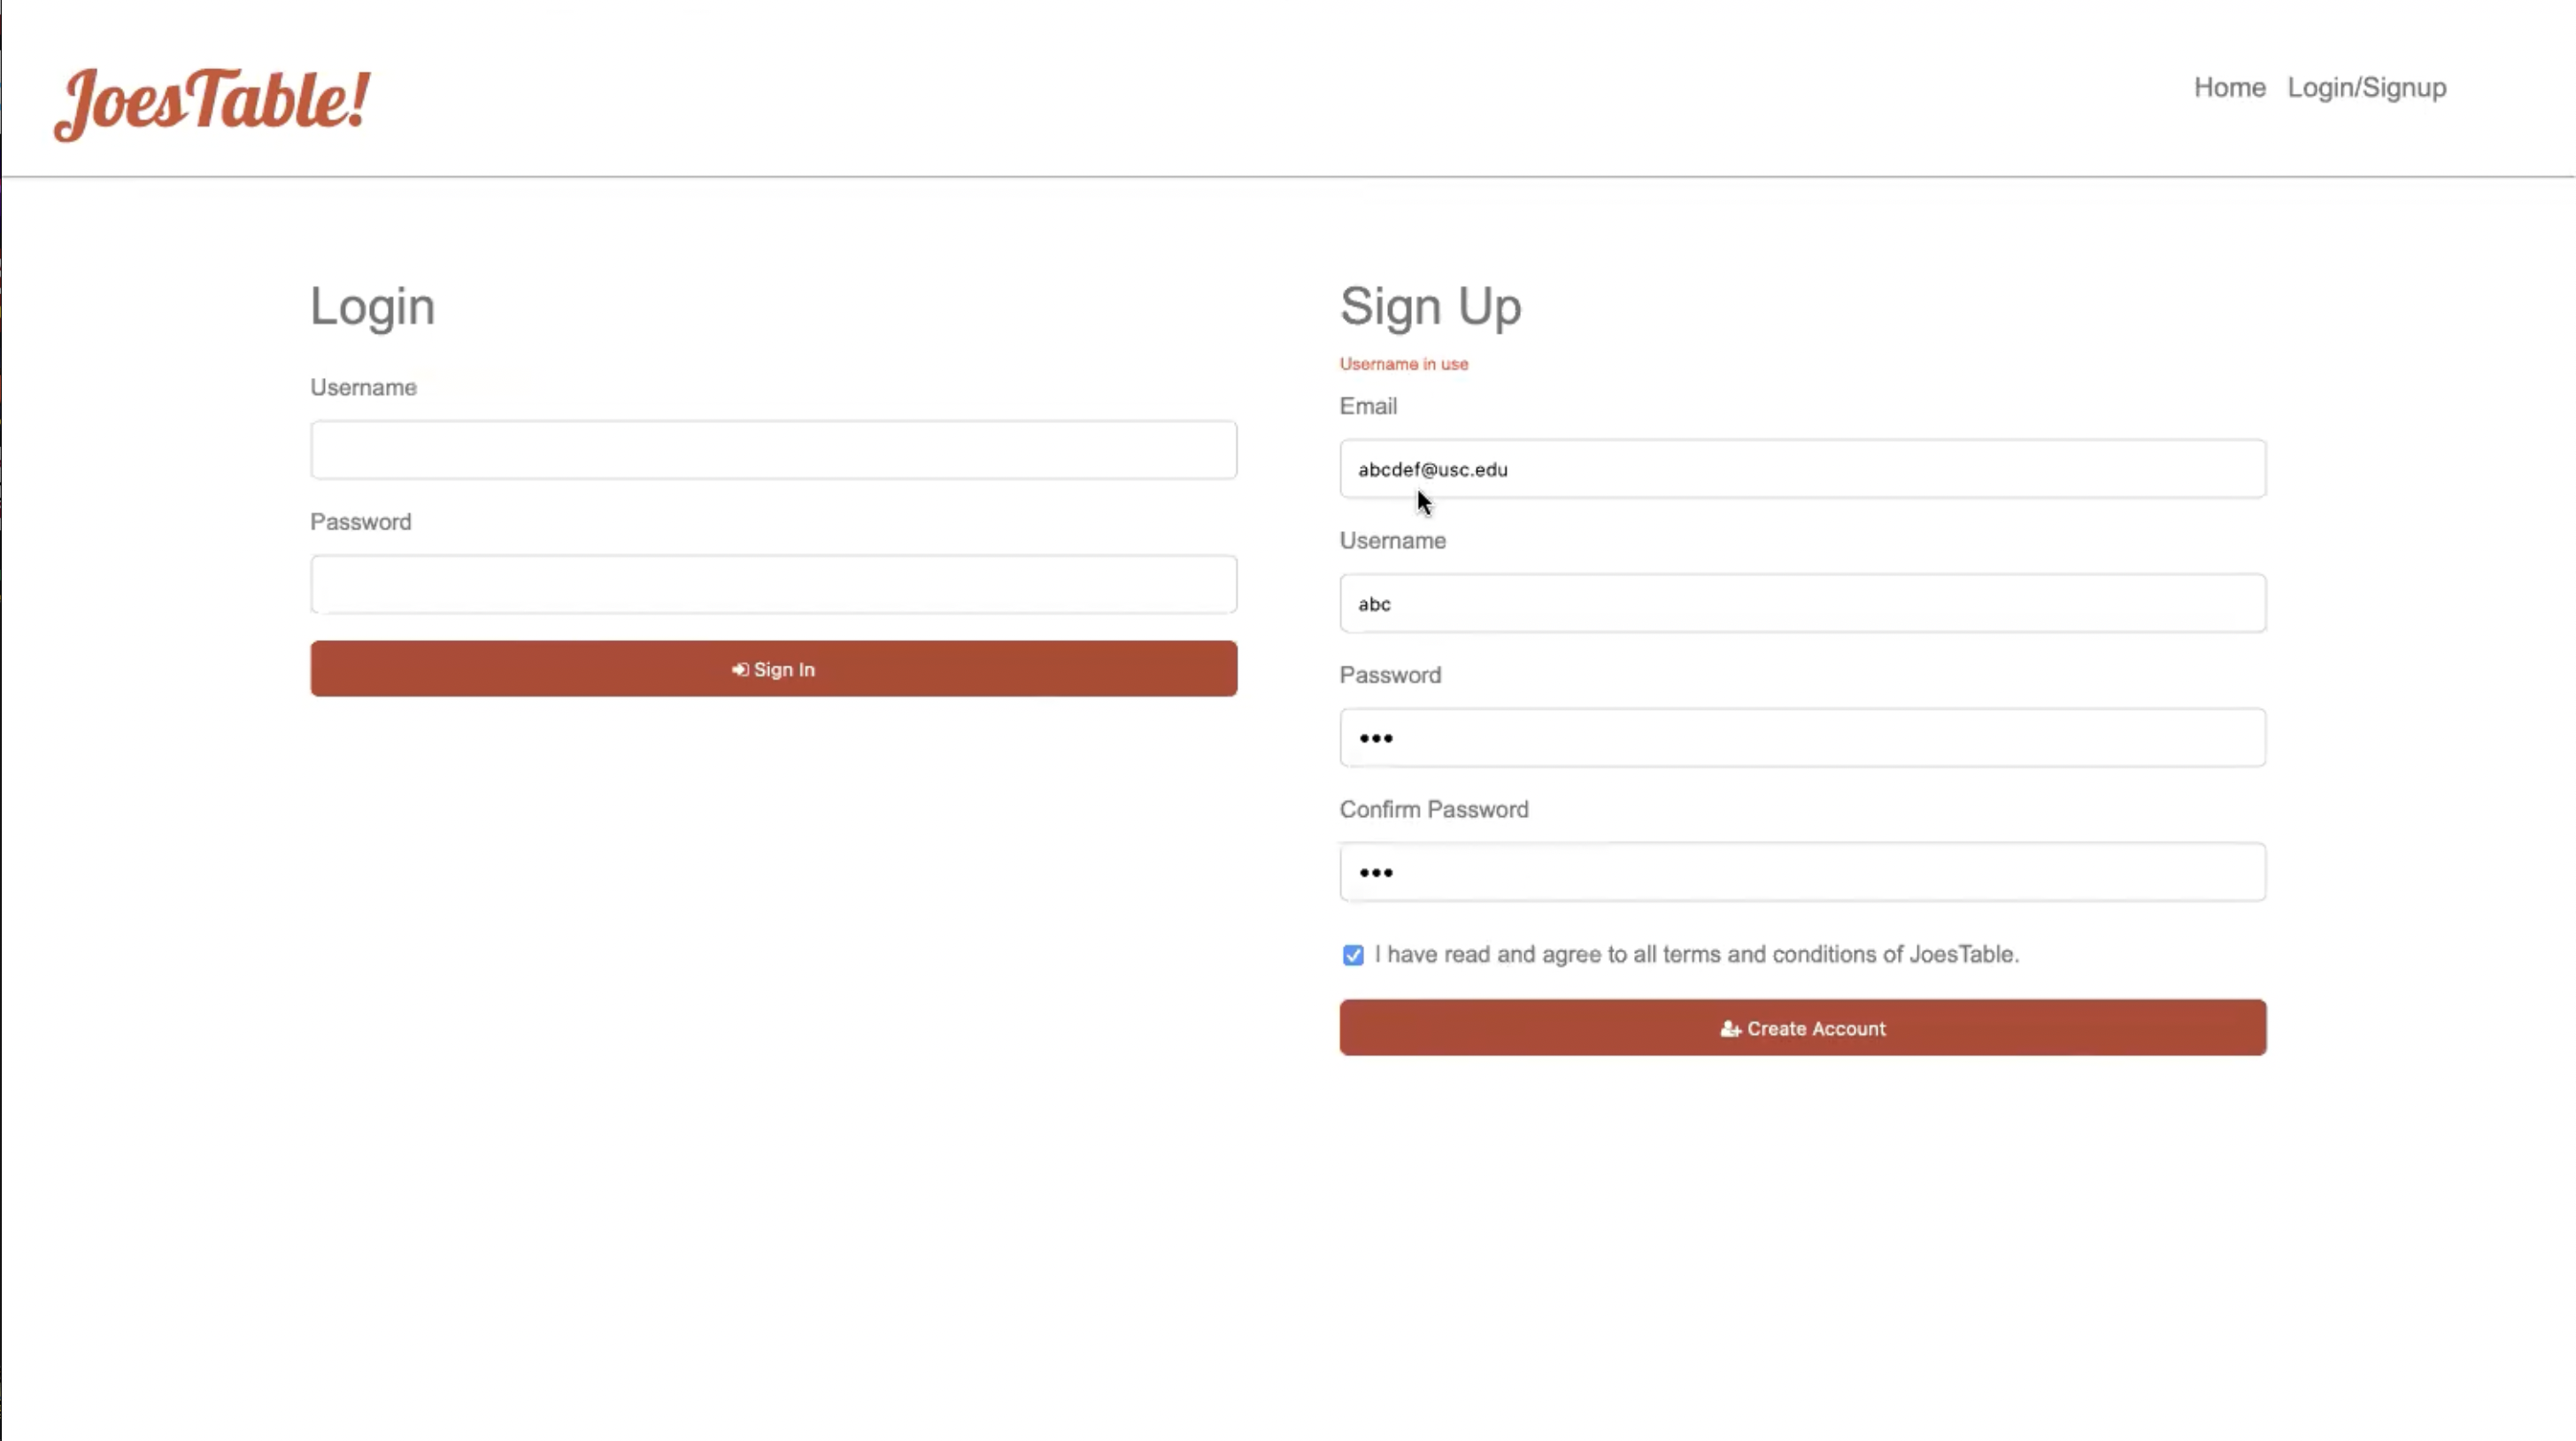 JoesTable!
Home Login/Signup
Login
Username
Password
Sign In
Sign Up
Username in use
Email
abcdef@usc.edu
Username
abc
Password
•••
Confirm Password
•••
I have read and agree to all terms and conditions of JoesTable.
Create Account